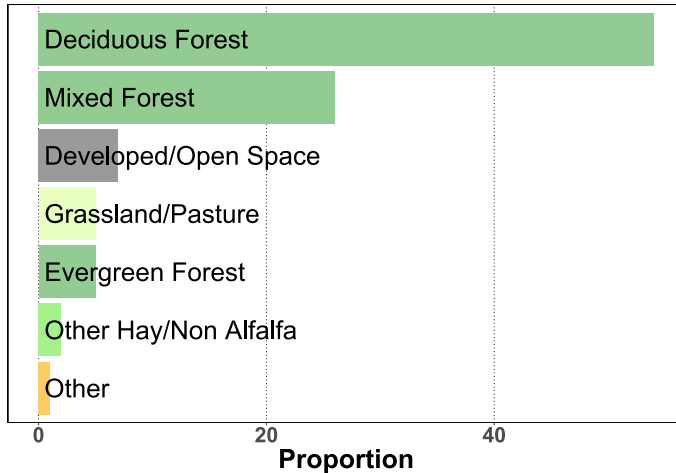 Deciduous Forest
Mixed Forest
Developed/Open Space
Grassland/Pasture
Evergreen Forest
Other Hay/Non Alfalfa
Other
0 20 40
Proportion